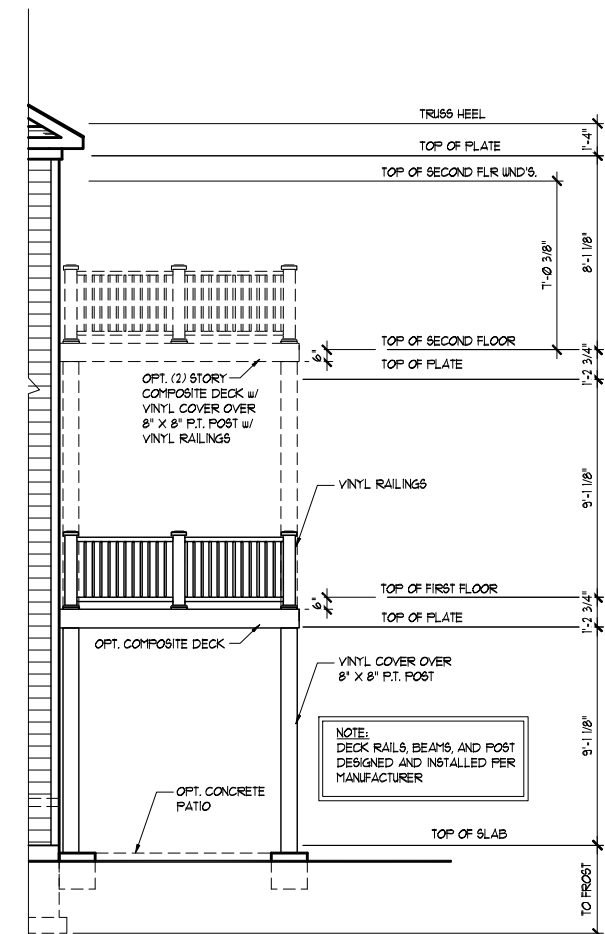 TRUSS HEEL
1'-4"
TOP OF PLATE
TOP OF SECOND FLR WND'S.
7'-0 3/8"
8'-1 1/8"
TOP OF SECOND FLOOR
6"
TOP OF PLATE
1'-2 3/4"
OPT. (2) STORY
COMPOSITE DECK w/
VINYL COVER OVER
8" X 8" P.T. POST w/
VINYL RAILINGS
9'-1 1/8"
VINYL RAILINGS
TOP OF FIRST FLOOR
6"
TOP OF PLATE
1'-2 3/4"
OPT. COMPOSITE DECK
VINYL COVER OVER
8" X 8" P.T. POST
9'-1 1/8"
NOTE:
DECK RAILS, BEAMS, AND POST
DESIGNED AND INSTALLED PER
MANUFACTURER
OPT. CONCRETE
PATIO
TOP OF SLAB
TO FROST